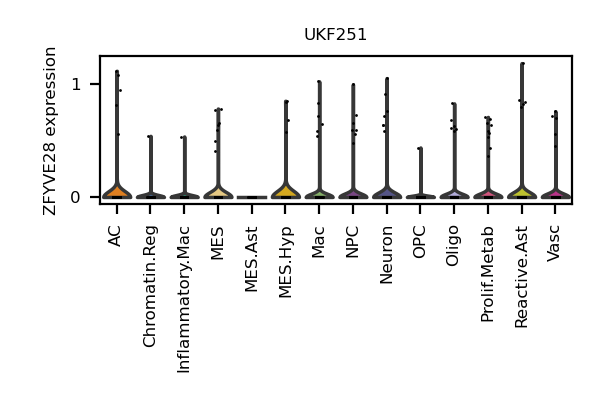 UKF251
ZFYVE28 expression
1
0
AC
Chromatin.Reg
Inflammatory.Mac
MES
MES.Ast
MES.Hyp
Mac
NPC
Neuron
OPC
Oligo
Prolif.Metab
Reactive.Ast
Vasc